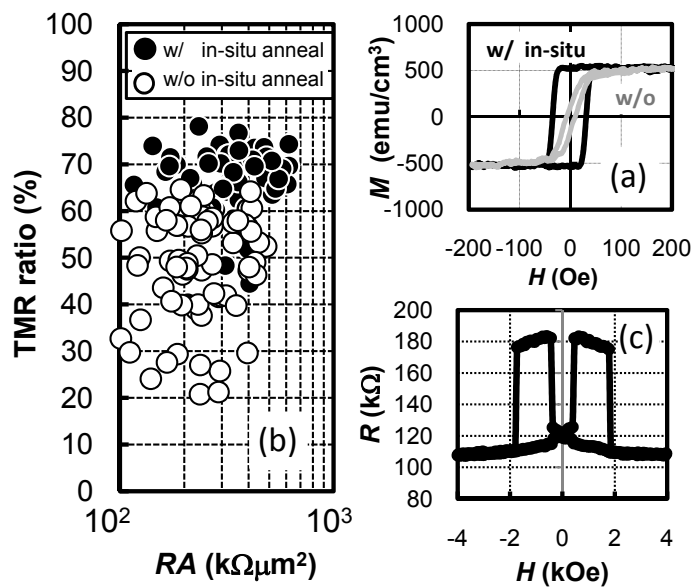 100
90
80
70
60
50
40
30
20
10
0
TMR ratio (%)
w/ in-situ anneal
w/o in-situ anneal
(b)
10²
10³
RA (kΩμm²)
1000
500
0
-500
-1000
M (emu/cm³)
w/ in-situ
w/o
(a)
-200
-100
0
100
200
H (Oe)
200
180
160
140
120
100
80
R (kΩ)
(c)
-4
-2
0
2
4
H (kOe)